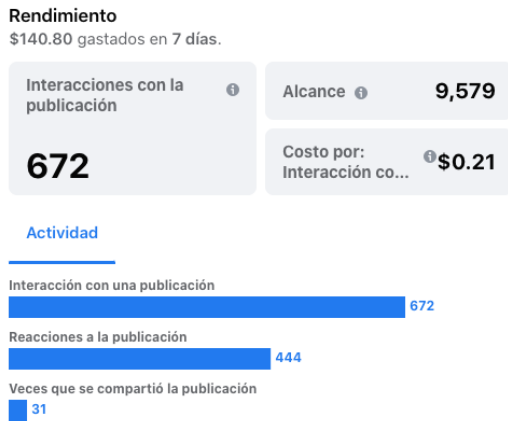 Rendimiento
$140.80 gastados en 7 días.
Interacciones con la
publicación
672
Alcance
9,579
Costo por:
Interacción co...
$0.21
Actividad
Interacción con una publicación
672
Reacciones a la publicación
444
Veces que se compartió la publicación
31